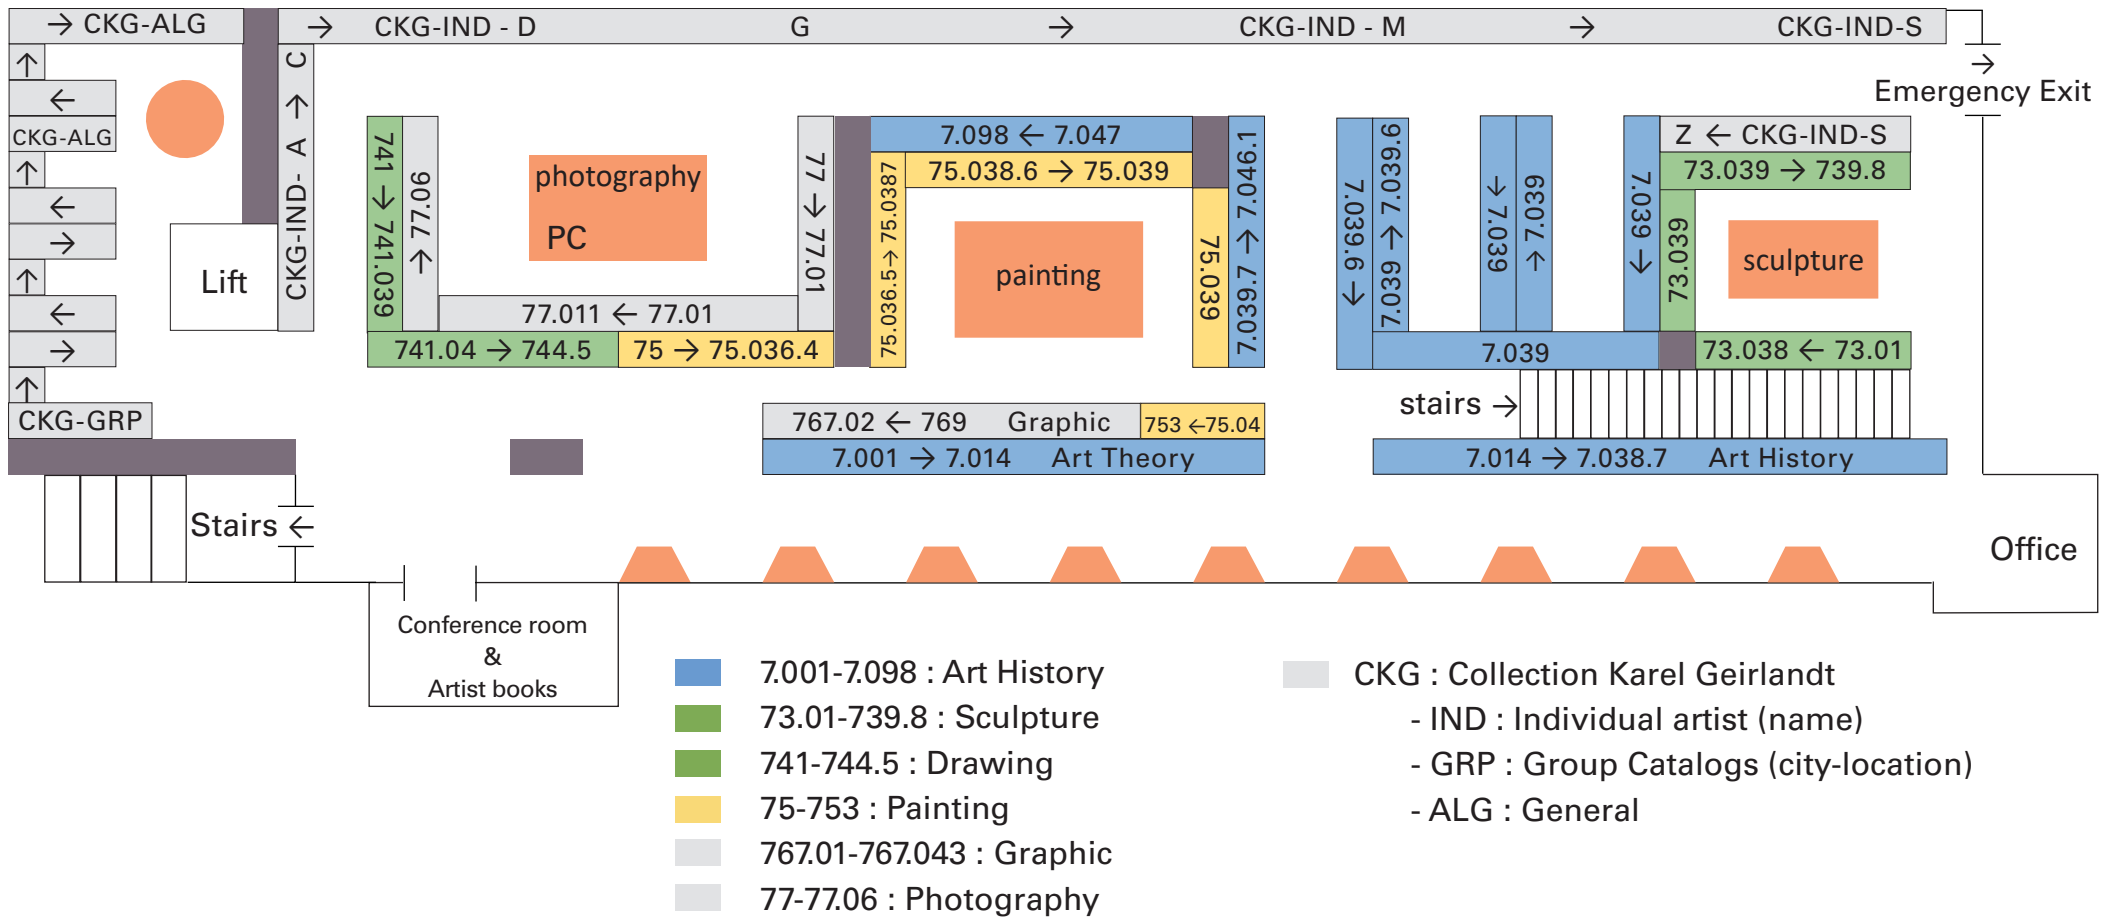 → CKG-ALG
→ CKG-IND - D G → CKG-IND - M → CKG-IND-S
↑
←
CKG-ALG
↑
←
→
↑
←
→
↑
CKG-GRP
CKG-IND- A → C
Lift
→
Emergency Exit
741 → 741.039
→ 77.06
photography
PC
77 → 77.01
77.011 ← 77.01
741.04 → 744.5
75 → 75.036.4
7.098 ← 7.047
75.038.6 → 75.039
75.036.5 → 75.0387
painting
75.039
7.039.7 → 7.046.1
7.039.6 →
7.039 → 7.039.6
← 7.039
→ 7.039
7.039 →
7.039
Z ← CKG-IND-S
73.039 → 739.8
73.039
sculpture
73.038 ← 73.01
stairs →
767.02 ← 769 Graphic
753 ← 75.04
7.001 → 7.014 Art Theory
7.014 → 7.038.7 Art History
Stairs ←
Office
Conference room
&
Artist books
7.001-7.098 : Art History
73.01-739.8 : Sculpture
741-744.5 : Drawing
75-753 : Painting
767.01-767.043 : Graphic
77-77.06 : Photography
CKG : Collection Karel Geirlandt
- IND : Individual artist (name)
- GRP : Group Catalogs (city-location)
- ALG : General